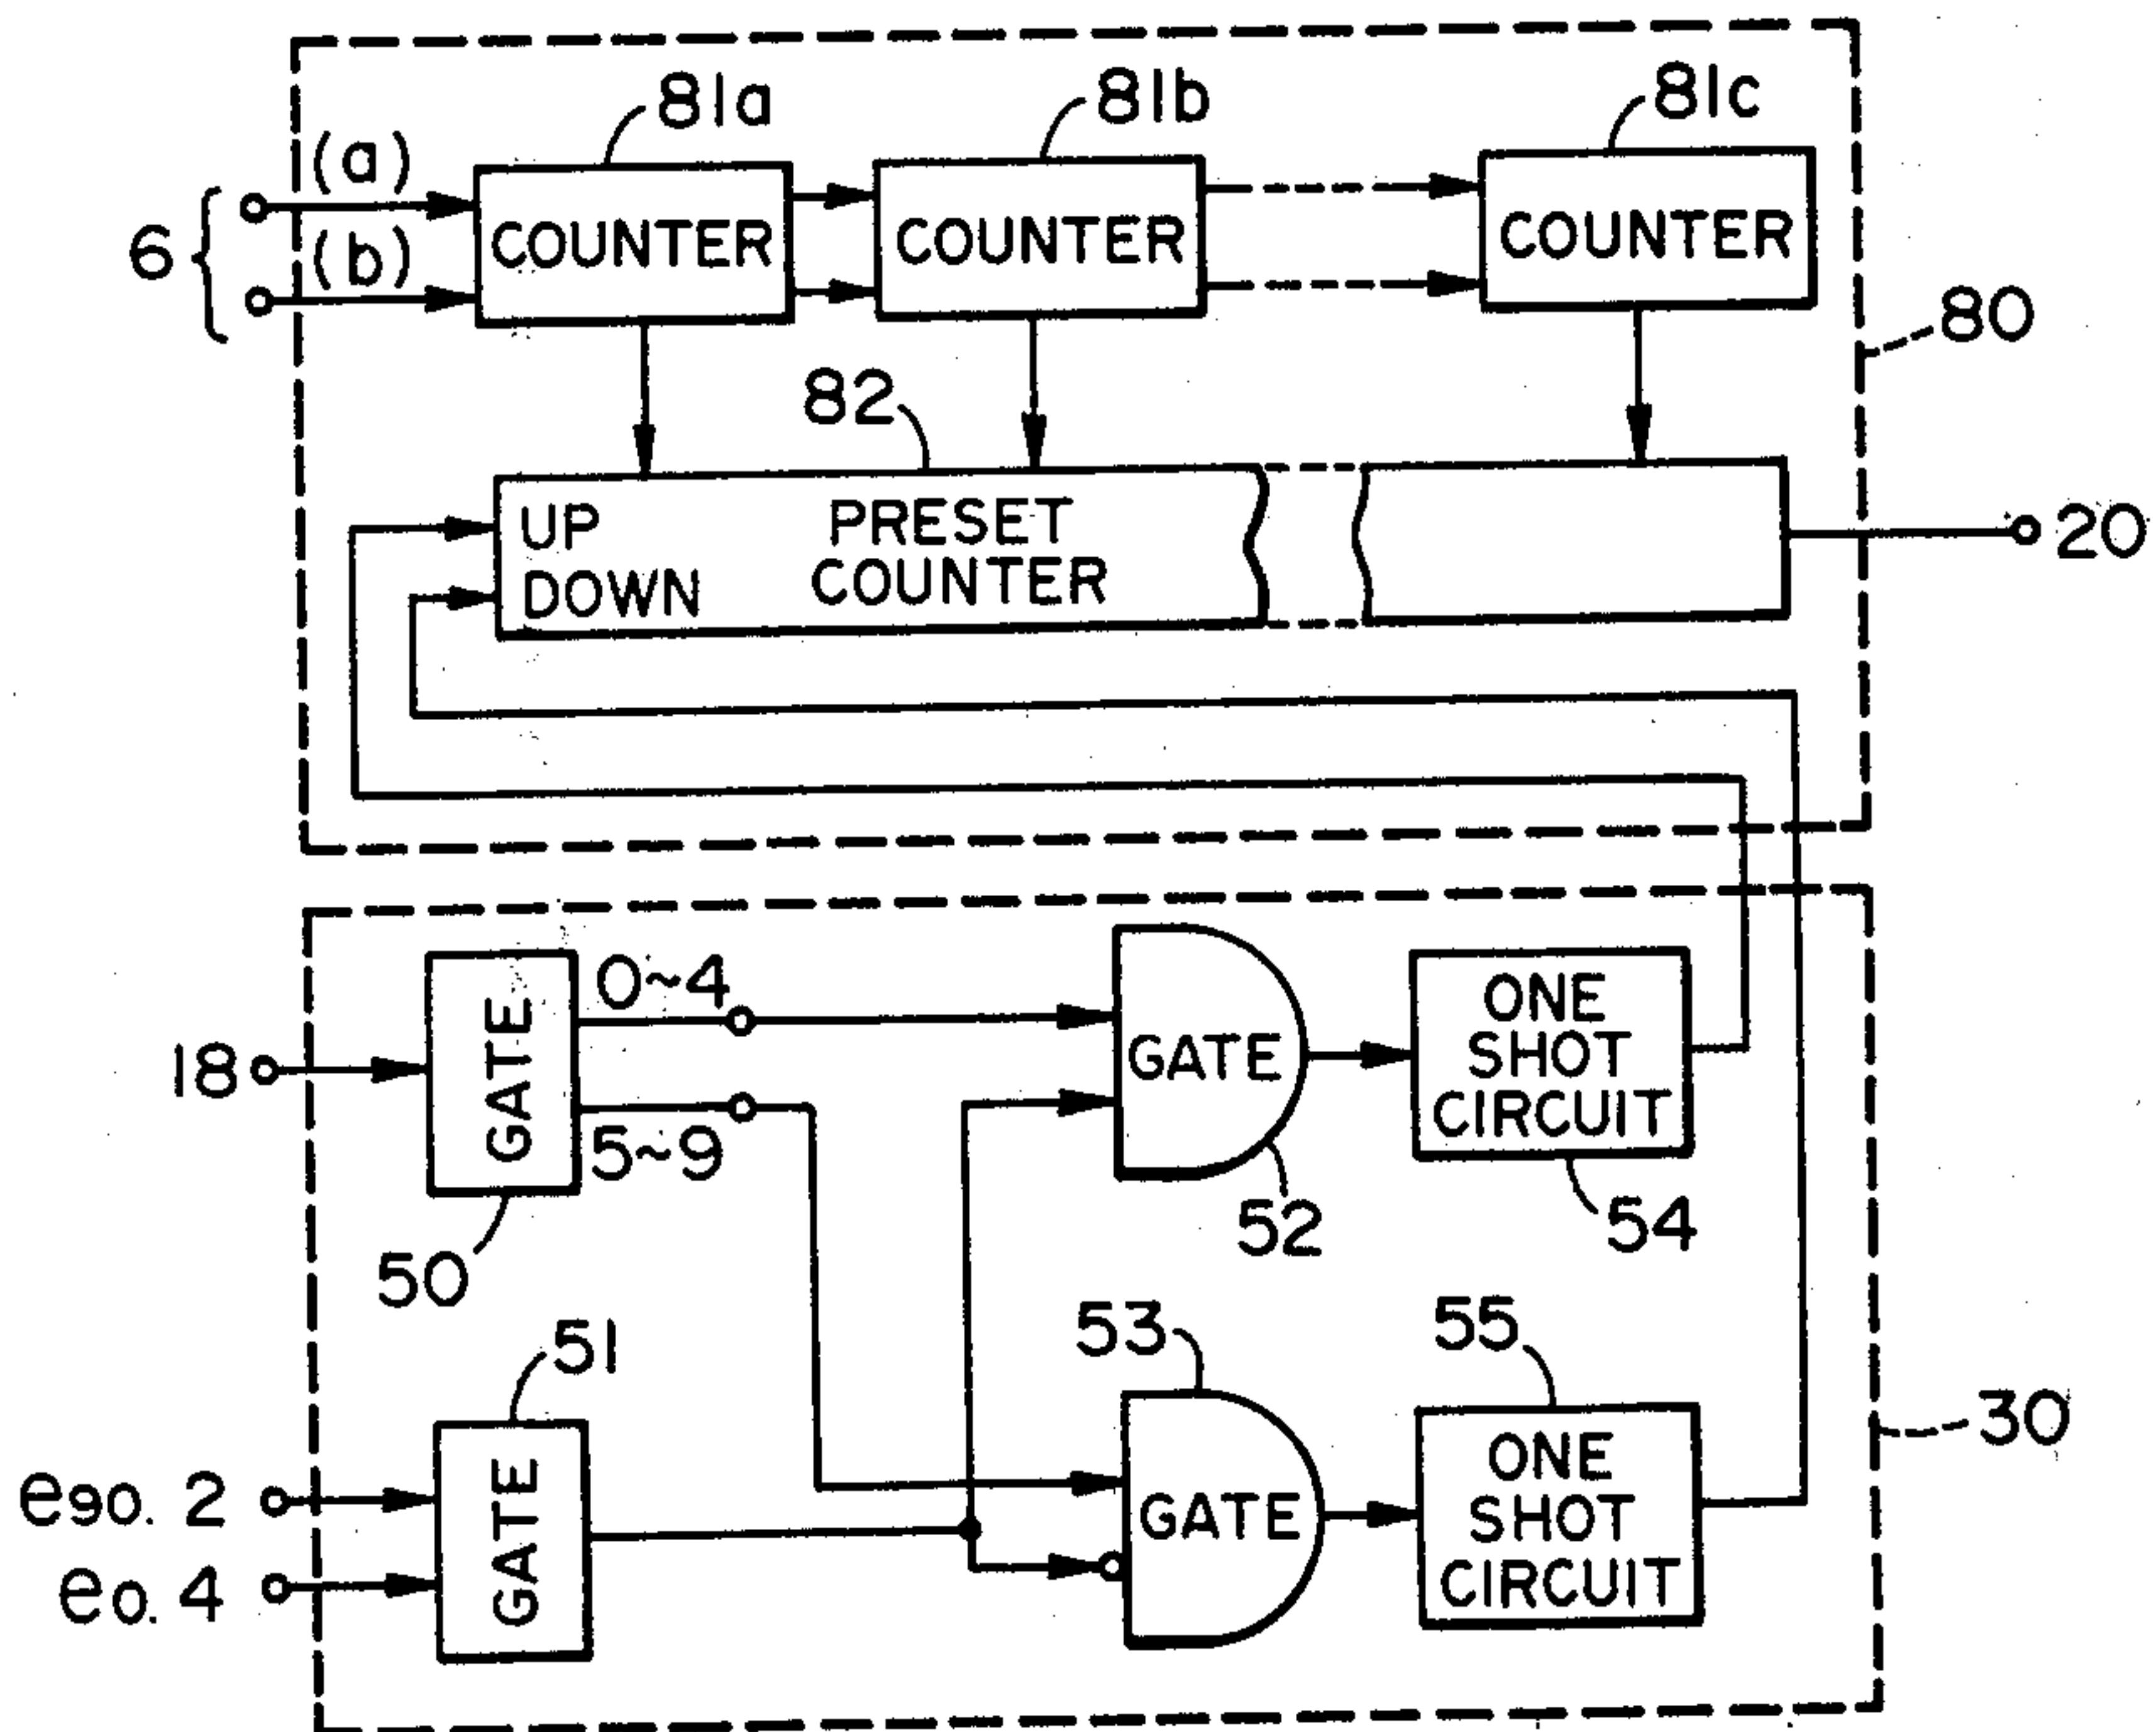 81a
81b
81c
(a)
(b)
6
COUNTER
COUNTER
COUNTER
80
82
UP
DOWN
PRESET
COUNTER
20
0~4
5~9
18
GATE
50
GATE
52
ONE
SHOT
CIRCUIT
54
51
53
55
30
e90. 2
e0. 4
GATE
GATE
ONE
SHOT
CIRCUIT